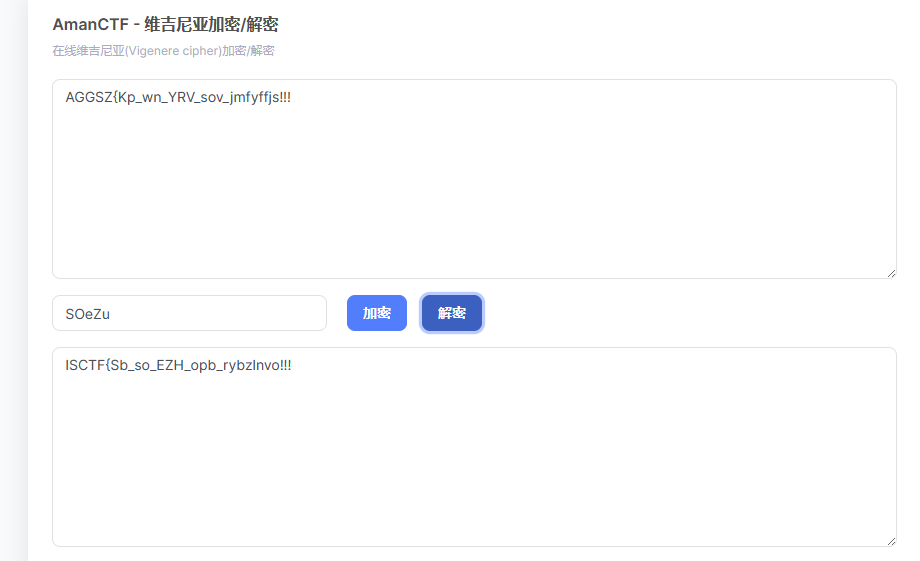 AmanCTF - 维吉尼亚加密/解密
在线维吉尼亚(Vigenere cipher)加密/解密
AGGSZ{Kp_wn_YRV_sov_jmfyffjs!!!
SOeZu 加密 解密
ISCTF{Sb_so_EZH_opb_rybzlnvo!!!